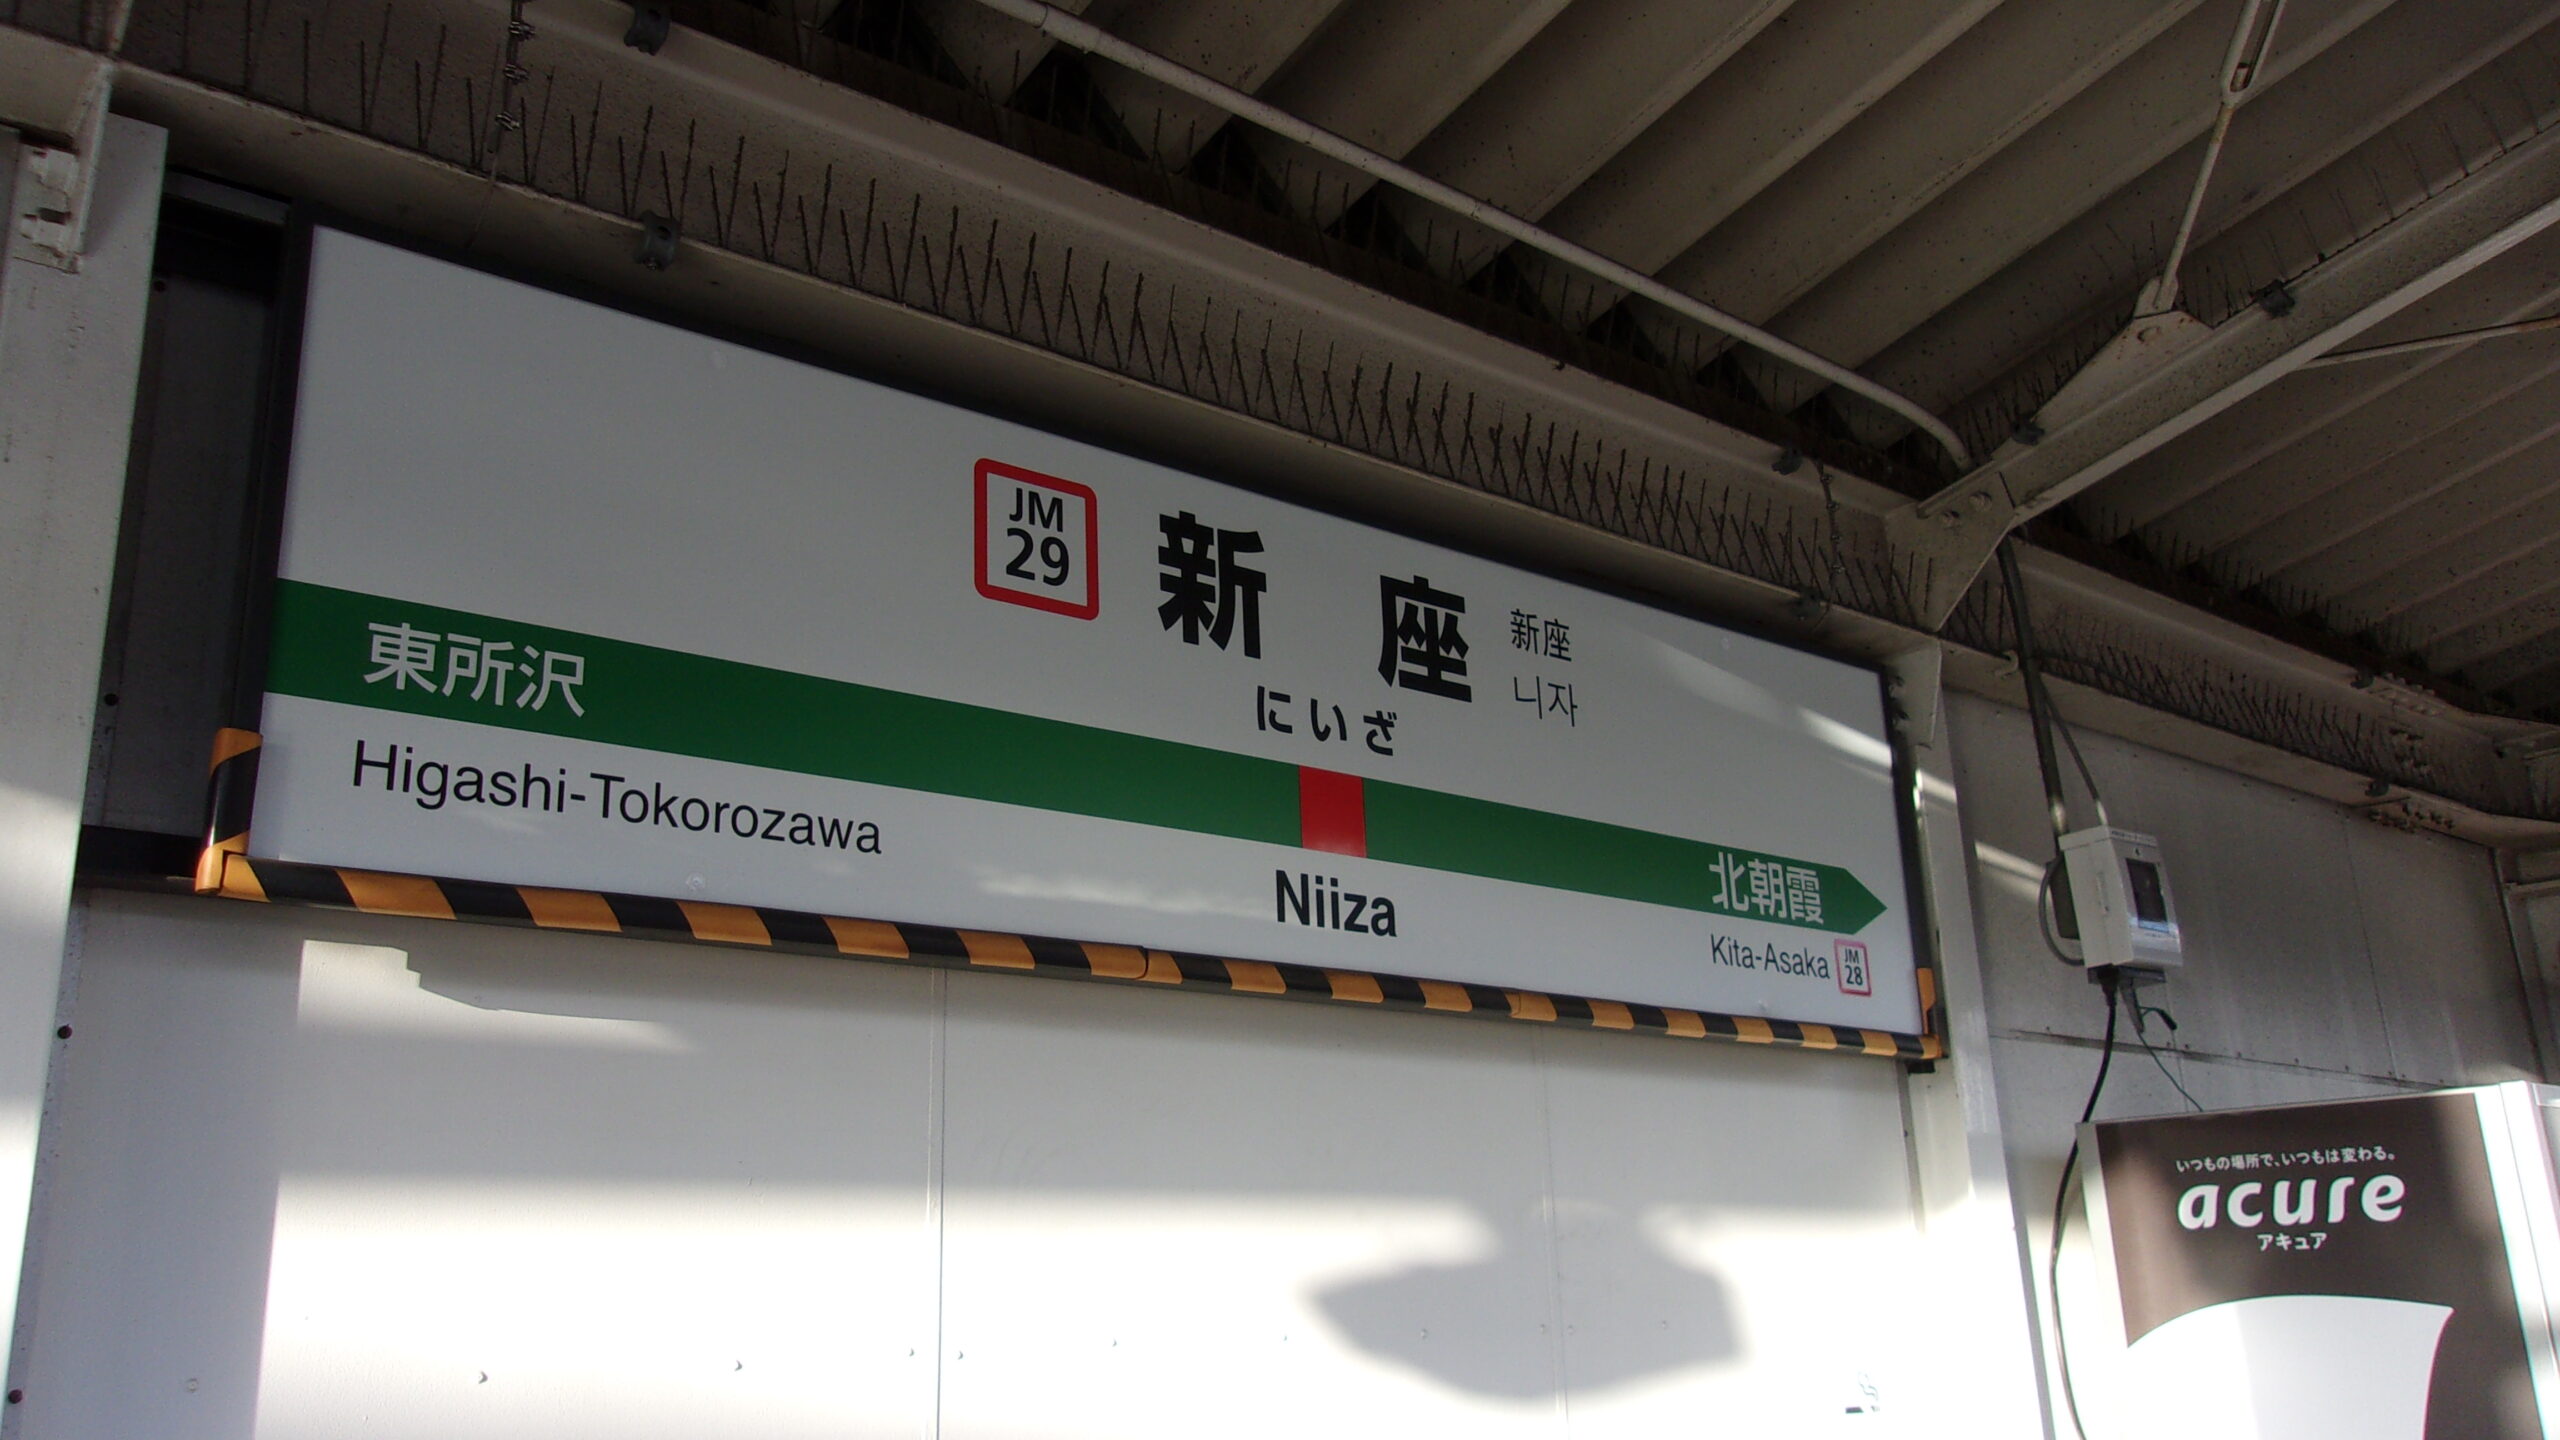 JM
29
新座
新座
니자
にいざ
東所沢
Higashi-Tokorozawa
Niiza
北朝霞
Kita-Asaka
JM
28
いつもの場所で、いつもは変わる。
acure
アキュア